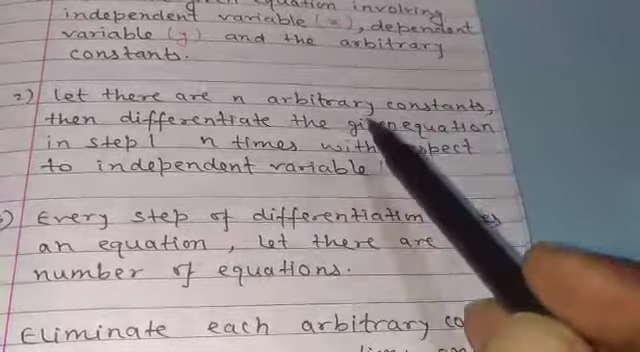 equation involving
independent variable (x), dependent
variable (y) and the arbitrary
constants.
2) Let there are n arbitrary constants,
then differentiate the given equation
in step 1 n times with respect
to independent variable
Every step of differentiation
an equation, Let there are
number of equations.
Eliminate each arbitrary